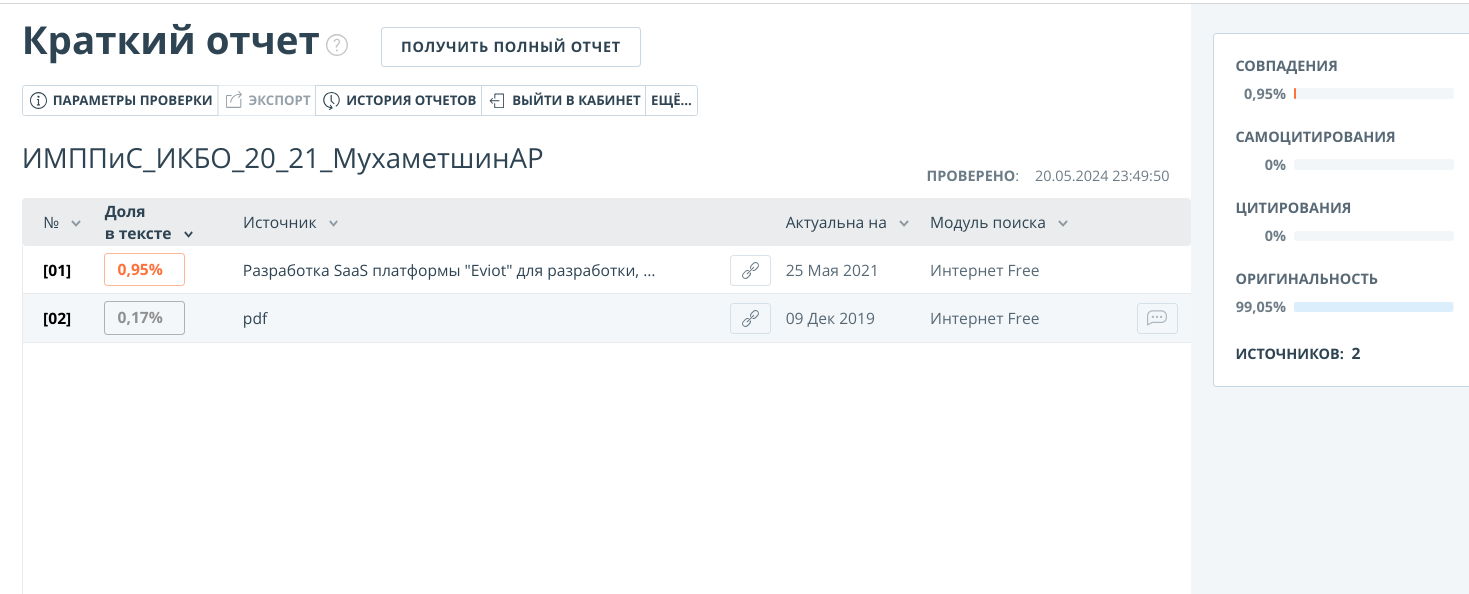 Краткий отчет ?
ПОЛУЧИТЬ ПОЛНЫЙ ОТЧЕТ
ПАРАМЕТРЫ ПРОВЕРКИ ЭКСПОРТ ИСТОРИЯ ОТЧЕТОВ ВЫЙТИ В КАБИНЕТ ЕЩЁ...
ИМППиС_ИКБО_20_21_МухаметшинАР
ПРОВЕРЕНО: 20.05.2024 23:49:50
№ Доля в тексте Источник Актуальна на Модуль поиска
[01] 0,95% Разработка SaaS платформы "Eviot" для разработки, ... 25 Мая 2021 Интернет Free
[02] 0,17% pdf 09 Дек 2019 Интернет Free
СОВПАДЕНИЯ
0,95%
САМОЦИТИРОВАНИЯ
0%
ЦИТИРОВАНИЯ
0%
ОРИГИНАЛЬНОСТЬ
99,05%
ИСТОЧНИКОВ: 2